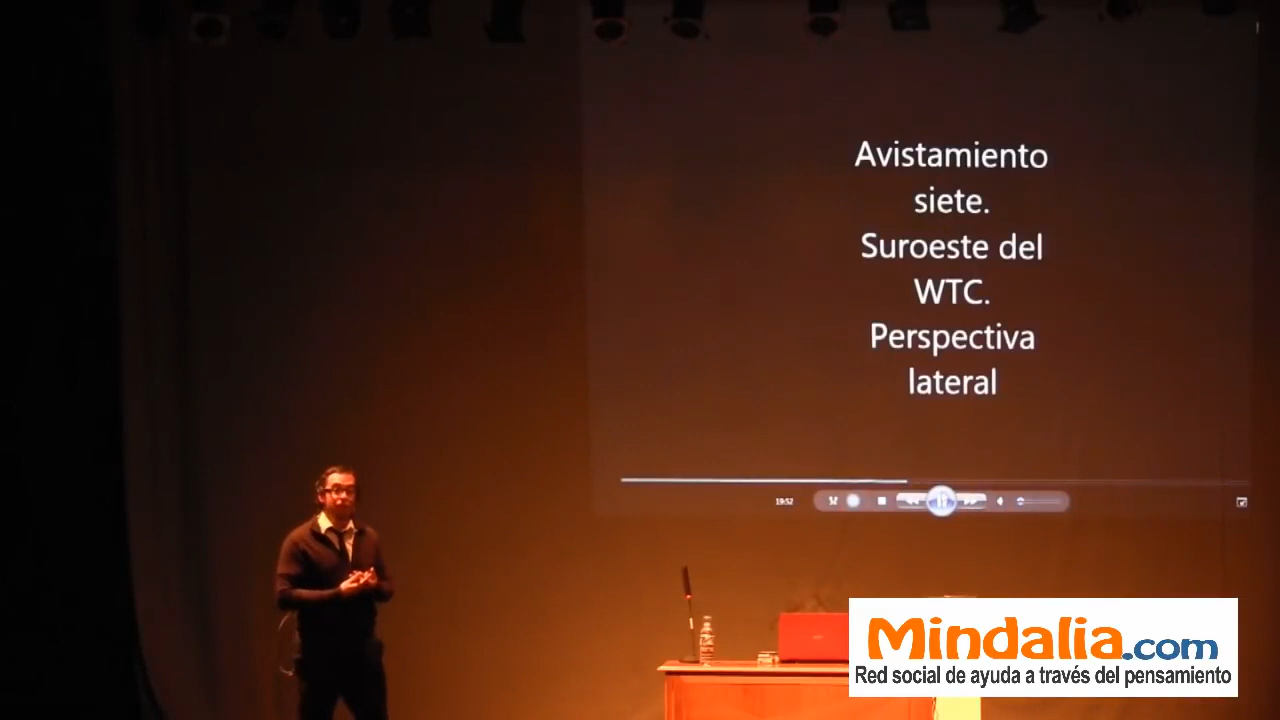 Avistamiento
siete.
Suroeste del
WTC.
Perspectiva
lateral
19:52
Mindalia.com
Red social de ayuda a través del pensamiento